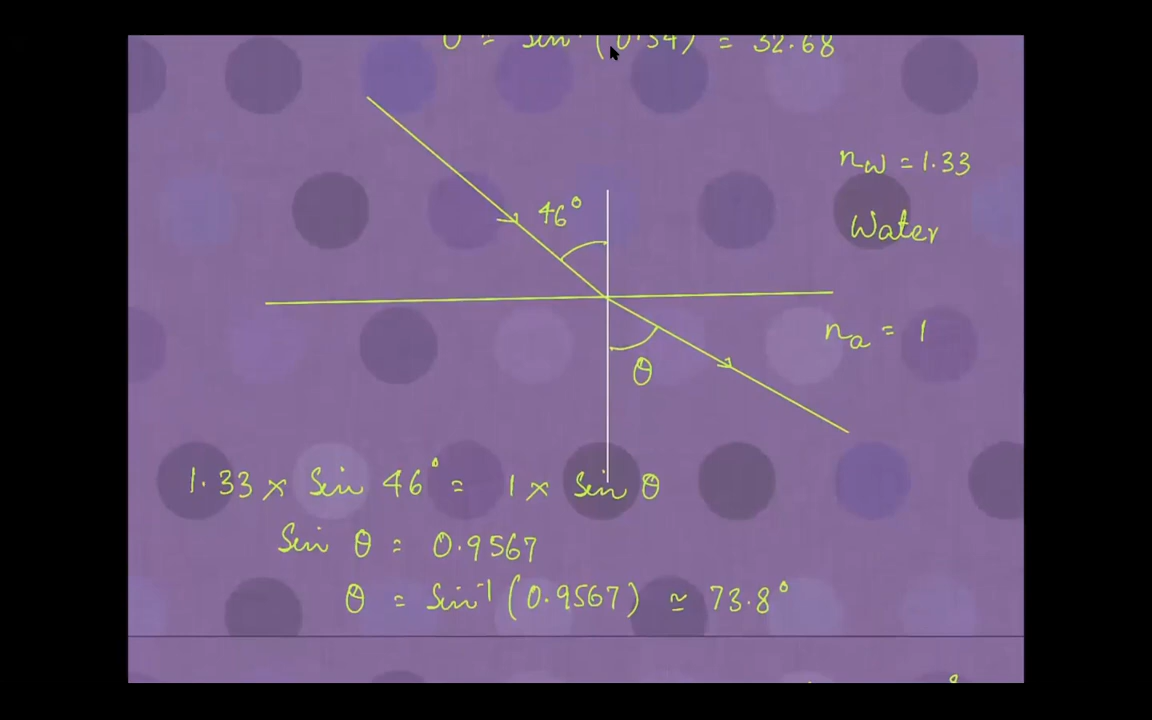 θ = sin⁻¹ (0.54) = 32.68
46°
n_w = 1.33
Water
n_a = 1
θ
1.33 × Sin 46° = 1 × Sin θ
Sin θ = 0.9567
θ = Sin⁻¹ (0.9567) ≃ 73.8°